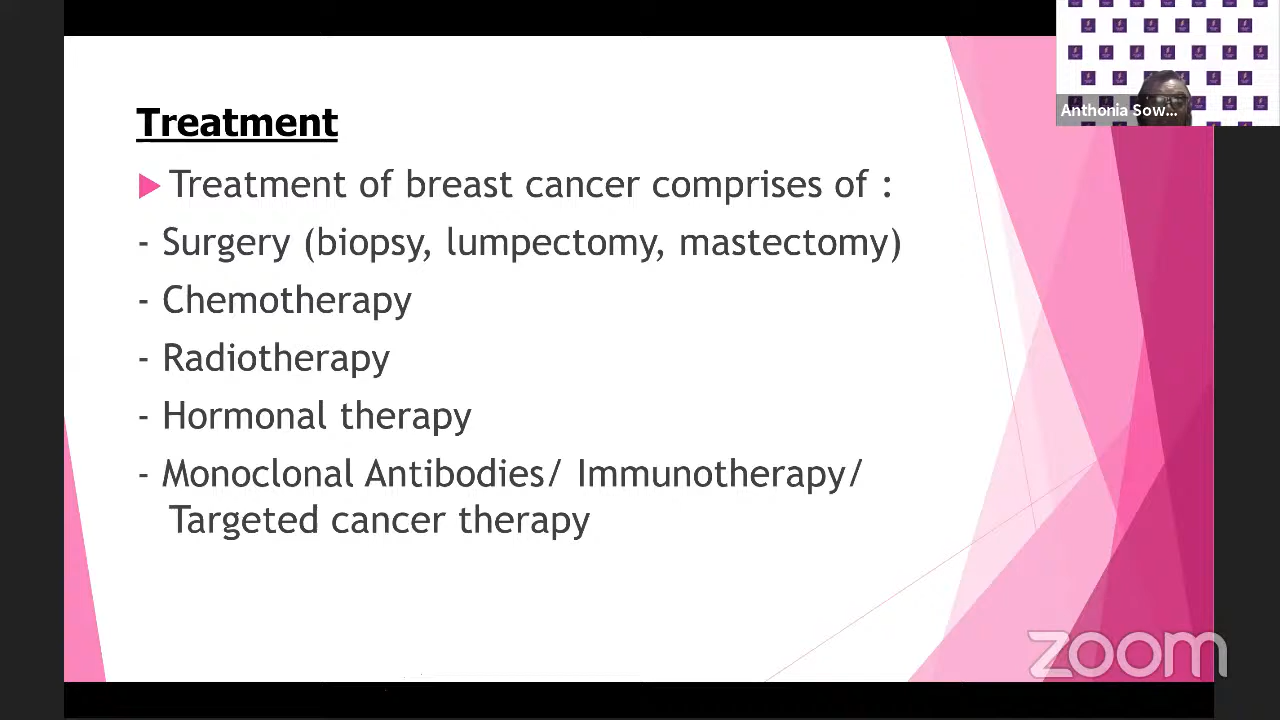 Anthonia Sow...
Treatment
Treatment of breast cancer comprises of :
- Surgery (biopsy, lumpectomy, mastectomy)
- Chemotherapy
- Radiotherapy
- Hormonal therapy
- Monoclonal Antibodies/ Immunotherapy/
Targeted cancer therapy
zoom